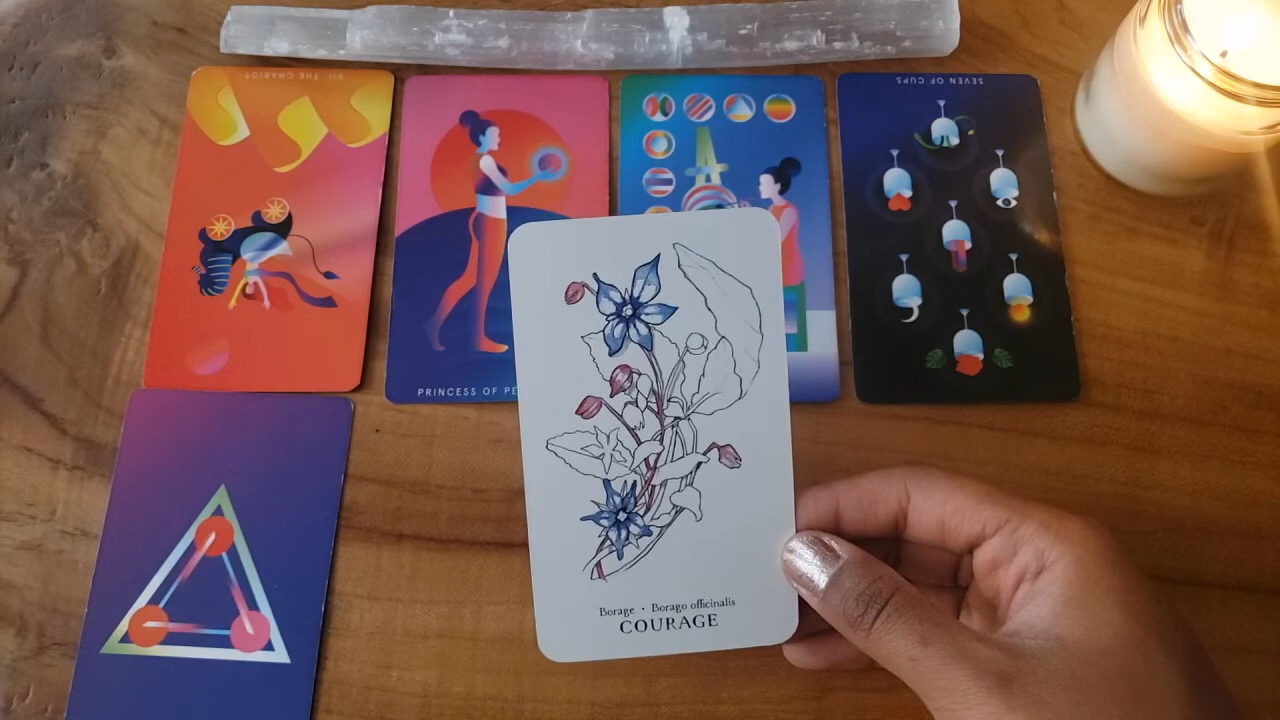 VII. THE CHARIOT
SEVEN OF CUPS
PRINCESS OF PE
Borage · Borago officinalis
COURAGE